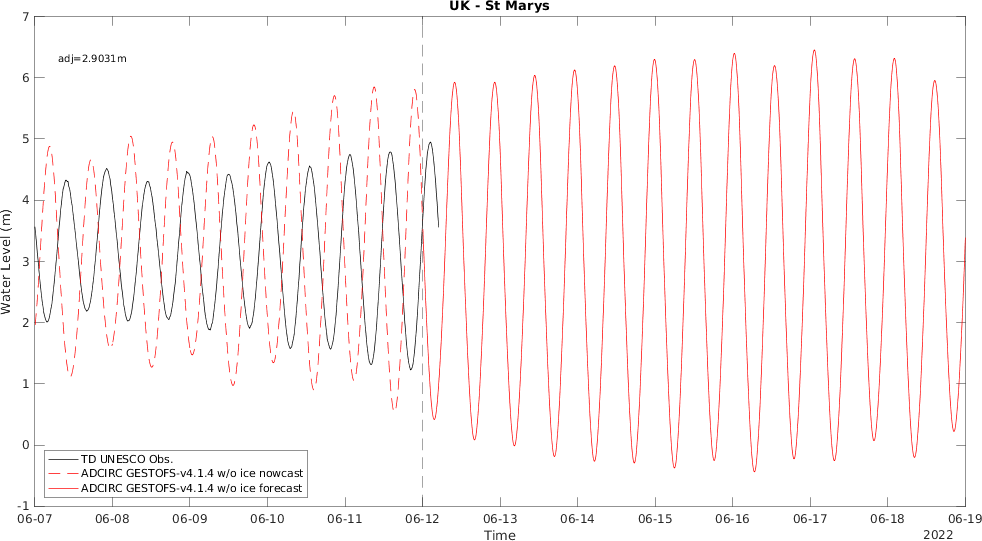 UK - St Marys
7
adj=2.9031m
6
5
4
3
2
1
0
-1
Water Level (m)
TD UNESCO Obs.
ADCIRC GESTOFS-v4.1.4 w/o ice nowcast
ADCIRC GESTOFS-v4.1.4 w/o ice forecast
06-07 06-08 06-09 06-10 06-11 06-12 06-13 06-14 06-15 06-16 06-17 06-18 06-19
Time
2022